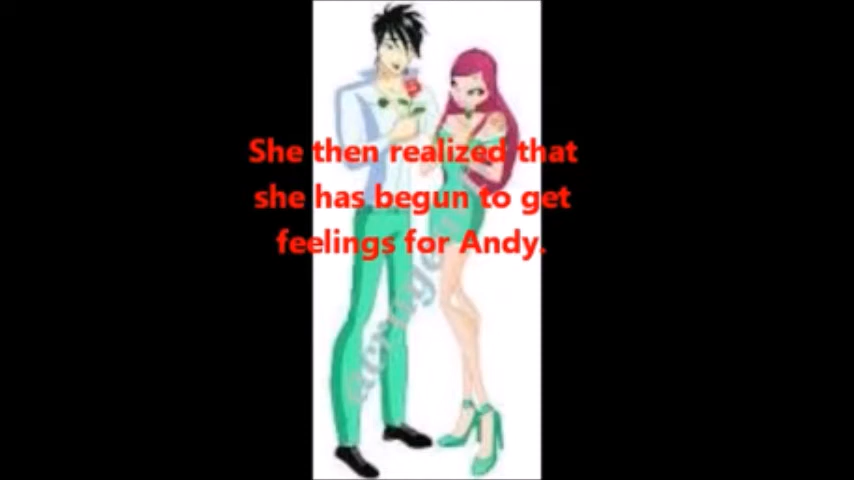 She then realized that
she has begun to get
feelings for Andy.